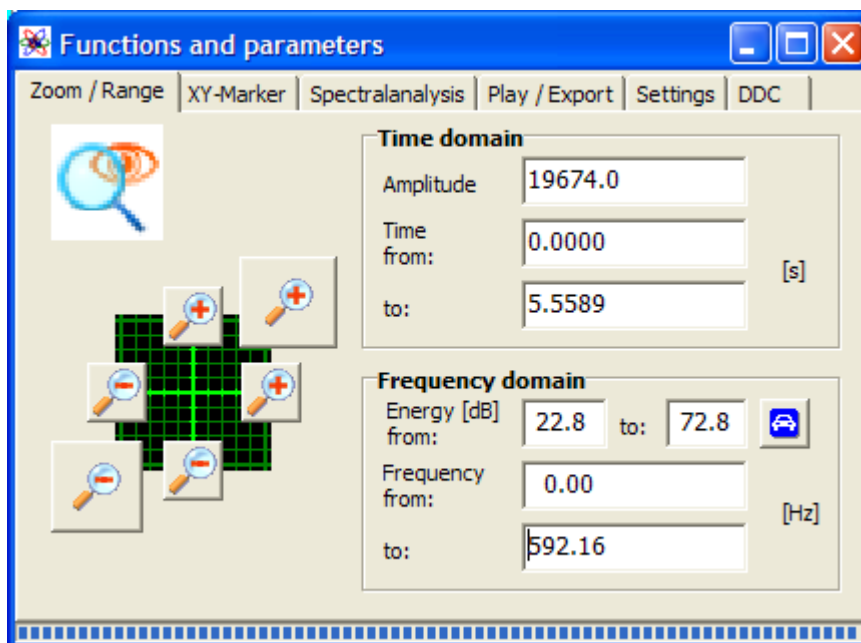 Functions and parameters
Zoom / Range XY-Marker Spectralanalysis Play / Export Settings DDC
Time domain
Amplitude 19674.0
Time
from: 0.0000
[s]
to: 5.5589
Frequency domain
Energy [dB]
from: 22.8 to: 72.8
Frequency
from: 0.00
[Hz]
to: 592.16